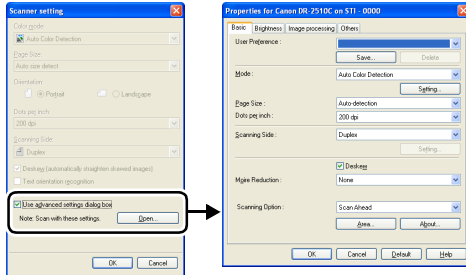 Scanner setting
Color mode:
Auto Color Detection
Page Size:
Auto size detect
Orientation:
Portrait
Landscape
Dots per inch:
200 dpi
Scanning Side:
Duplex
Deskew (automatically straighten skewed images)
Text orientation recognition
Use advanced settings dialog box
Note: Scan with these settings.
Open...
OK
Cancel
Properties for Canon DR-2510C on STI - 0000
Basic
Brightness
Image processing
Others
User Preference :
Save...
Delete
Mode :
Auto Color Detection
Setting...
Page Size :
Auto-detection
Dots per inch :
200 dpi
Scanning Side :
Duplex
Setting...
Deskew
Moire Reduction :
None
Scanning Option :
Scan Ahead
Area...
About...
OK
Cancel
Default
Help